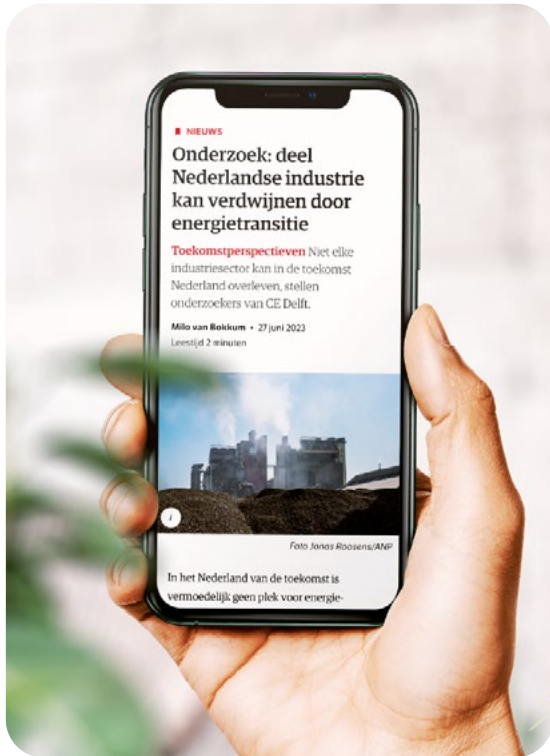 NIEUWS
Onderzoek: deel
Nederlandse industrie
kan verdwijnen door
energietransitie
Toekomstperspectieven Niet elke
industriesector kan in de toekomst
Nederland overleven, stellen
onderzoekers van CE Delft.
Milo van Bokkum • 27 juni 2023
Leestijd 2 minuten
i
Foto Jonas Roosens/ANP
In het Nederland van de toekomst is
vermoedelijk geen plek voor energie-